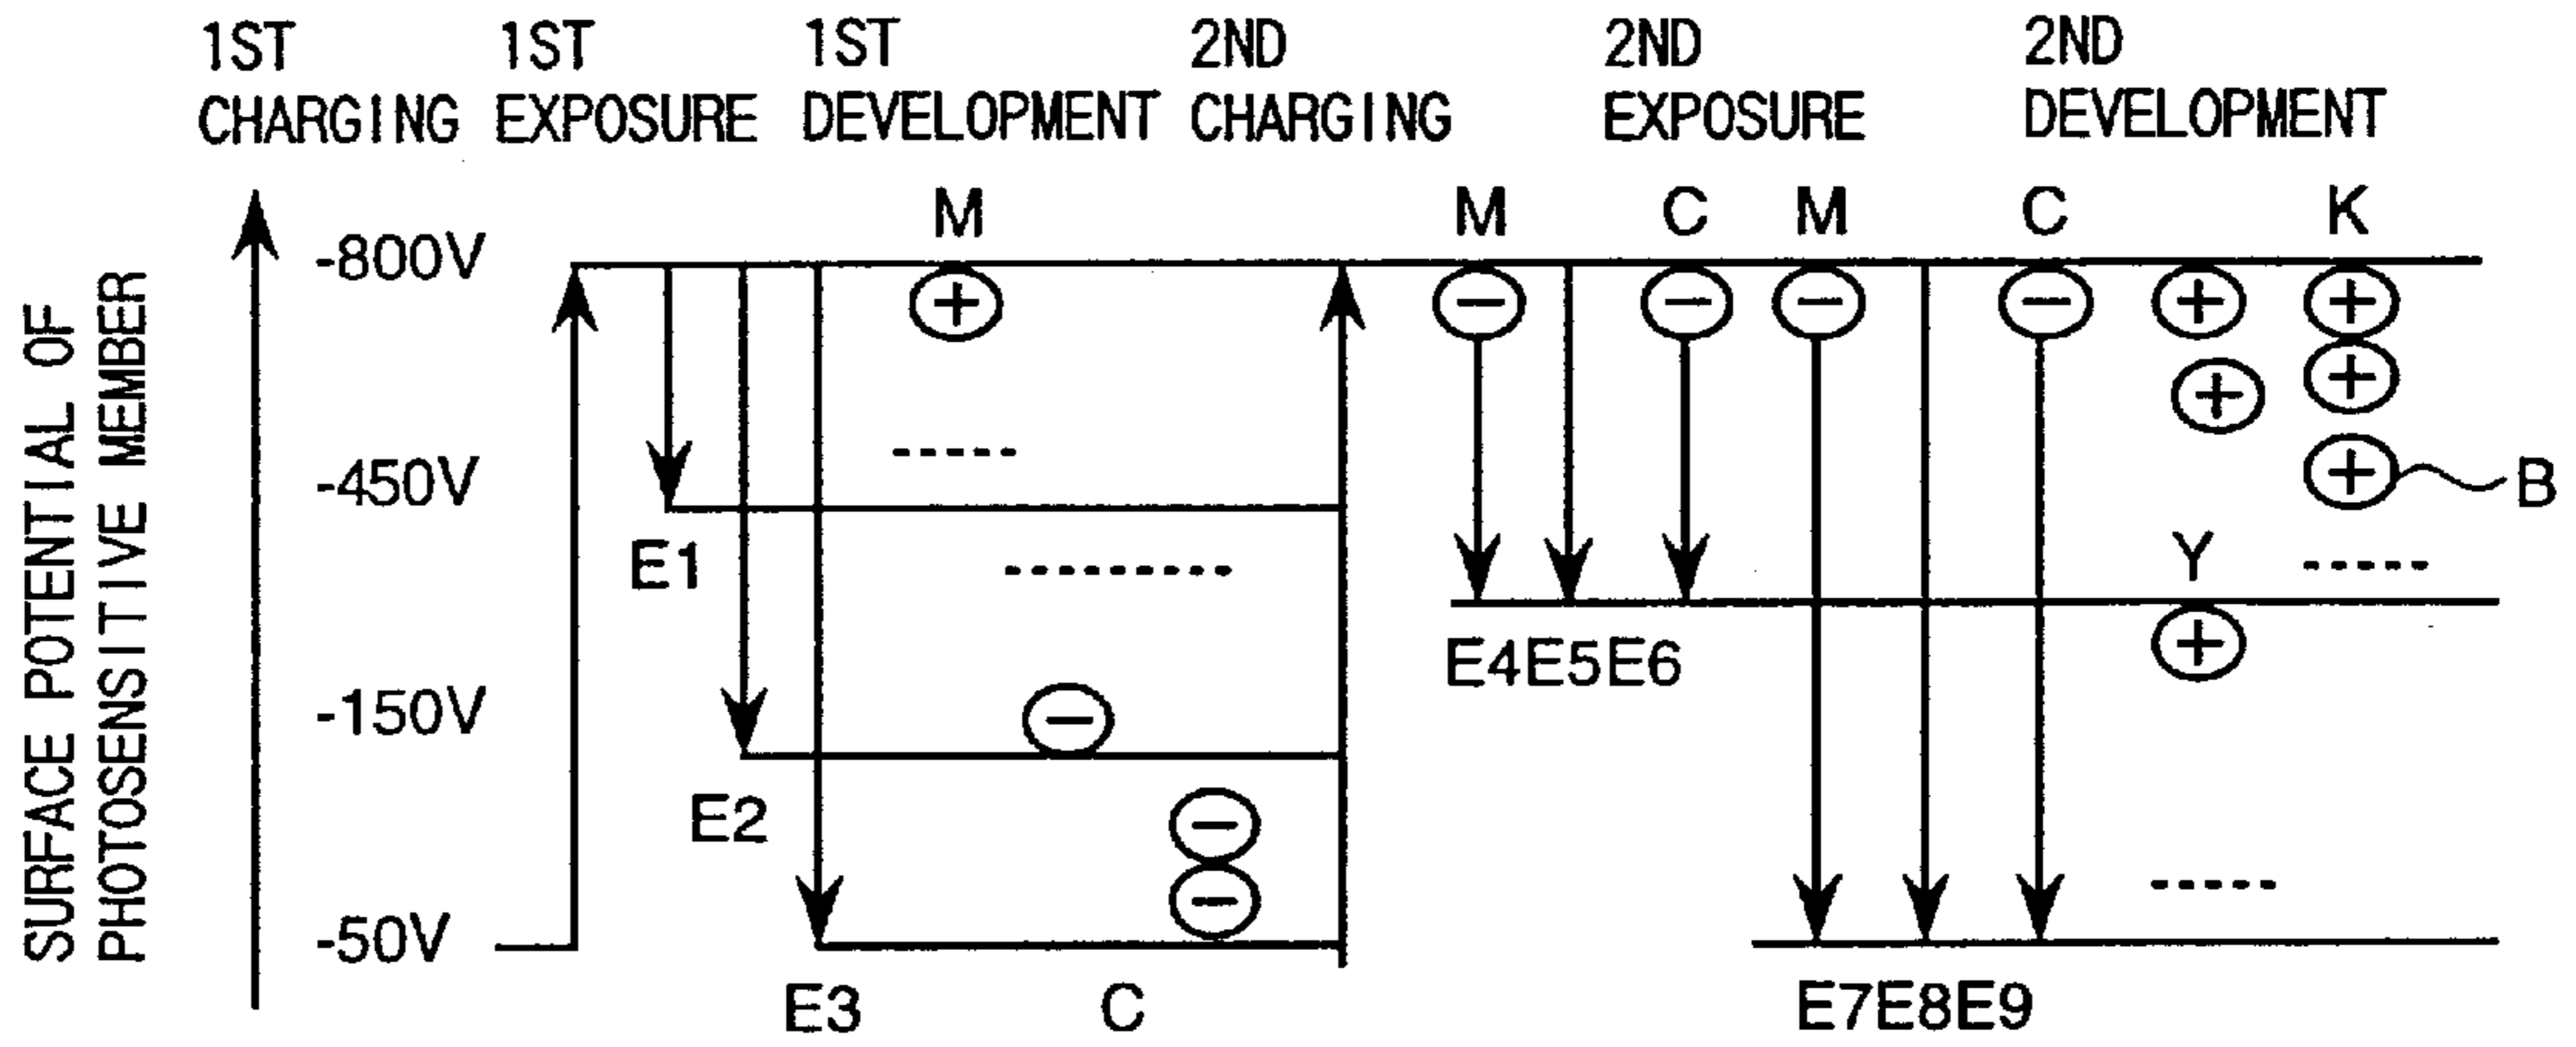 1ST
CHARGING
1ST
EXPOSURE
1ST
DEVELOPMENT
2ND
CHARGING
2ND
EXPOSURE
2ND
DEVELOPMENT
SURFACE POTENTIAL OF
PHOTOSENSITIVE MEMBER
-800V
-450V
-150V
-50V
M
M
C
M
C
K
+
−
−
−
−
+
+
+
+
+
B
E1
Y
E4E5E6
+
−
E2
−
−
E3
C
E7E8E9